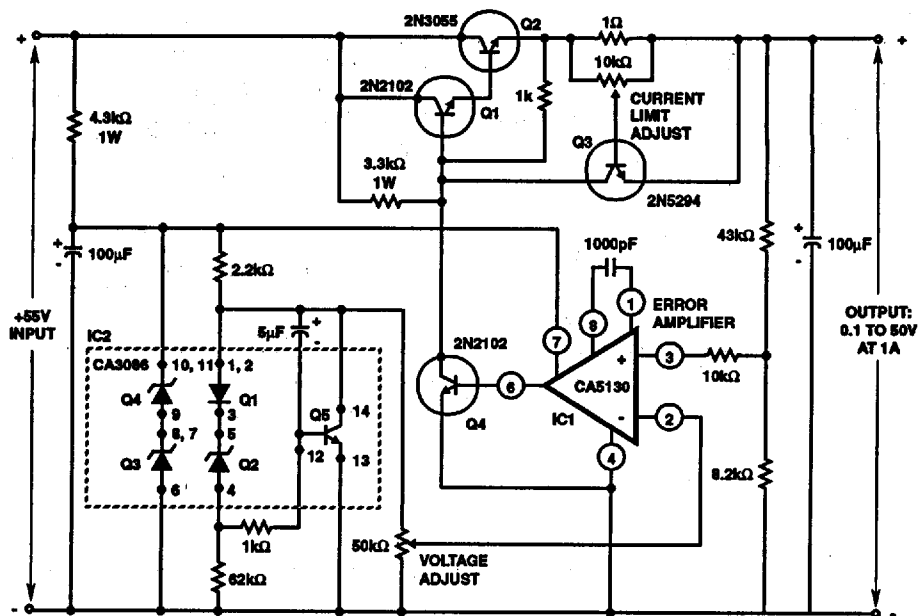 +
2N3055
Q2
1Ω
+
10kΩ
2N2102
Q1
1k
CURRENT
LIMIT
ADJUST
4.3kΩ
1W
Q3
3.3kΩ
1W
2N5294
+
-
100μF
2.2kΩ
1000pF
43kΩ
+
-
100μF
+55V
INPUT
5μF
+
-
1
ERROR
AMPLIFIER
8
7
OUTPUT:
0.1 TO 50V
AT 1A
IC2
CA3086
10, 11
1, 2
2N2102
+
3
10kΩ
6
CA5130
Q4
Q1
9
3
Q5
14
Q4
IC1
-
2
8, 7
5
12
13
4
Q3
Q2
6
4
8.2kΩ
1kΩ
50kΩ
VOLTAGE
ADJUST
62kΩ
-
-